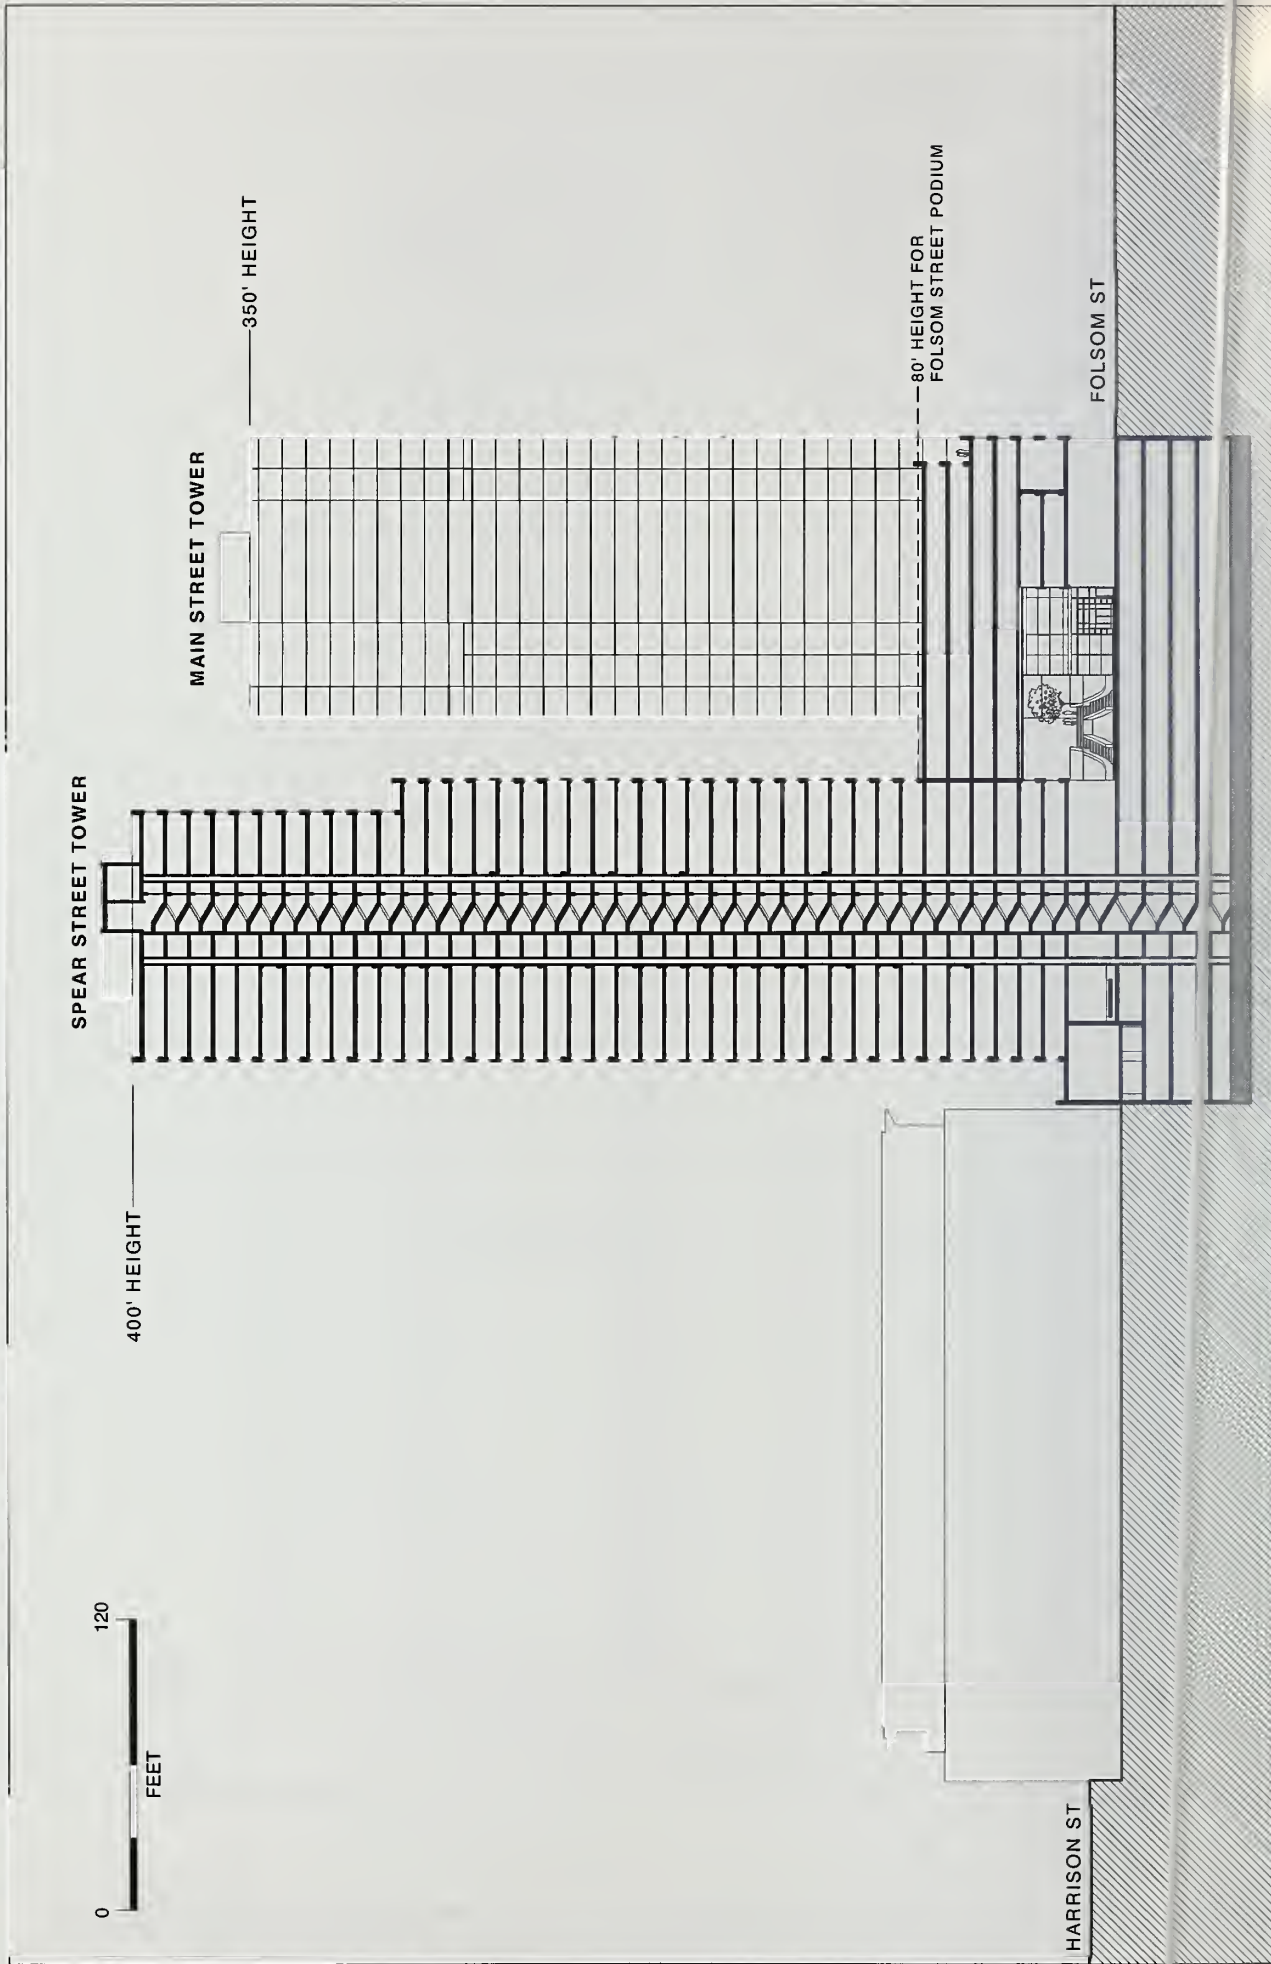 SPEAR STREET TOWER
MAIN STREET TOWER
400' HEIGHT
350' HEIGHT
80' HEIGHT FOR
FOLSOM STREET PODIUM
0
120
FEET
HARRISON ST
FOLSOM ST